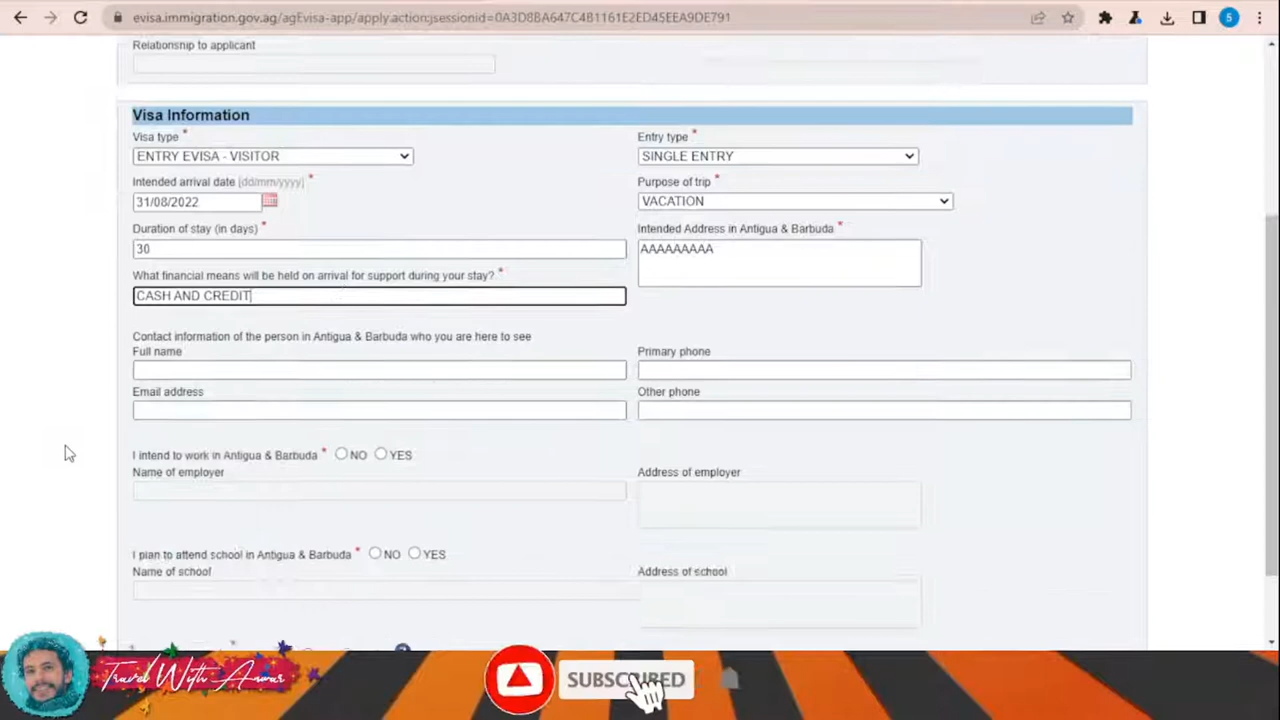 evisa.immigration.gov.ag/agEvisa-app/apply.action;jsessionid=0A3D8BA647C4B1161E2ED45EEA9DE791
5
Relationship to applicant
Visa Information
Visa type *
Entry type *
ENTRY EVISA - VISITOR
SINGLE ENTRY
Intended arrival date [dd/mm/yyyy] *
Purpose of trip *
31/08/2022
VACATION
Duration of stay (in days) *
Intended Address in Antigua & Barbuda *
30
AAAAAAAAA
What financial means will be held on arrival for support during your stay? *
CASH AND CREDIT
Contact information of the person in Antigua & Barbuda who you are here to see
Full name
Primary phone
Email address
Other phone
I intend to work in Antigua & Barbuda * NO YES
Name of employer
Address of employer
I plan to attend school in Antigua & Barbuda * NO YES
Name of school
Address of school
Travel With Anwar
SUBSCRIBED